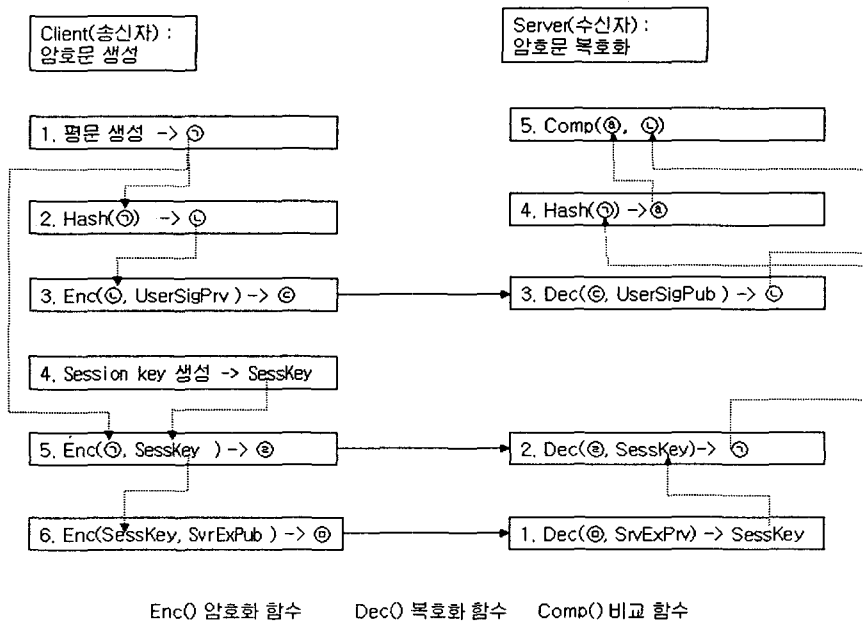 Client(송신자) :
암호문 생성
1. 평문 생성 -> ㉠
2. Hash(㉠) -> ㉡
3. Enc(㉡, UserSigPrv ) -> ㉢
4. Session key 생성 -> SessKey
5. Enc(㉠, SessKey ) -> ㉣
6. Enc(SessKey, SvrExPub ) -> ㉤
Server(수신자) :
암호문 복호화
5. Comp(ⓐ, ㉡)
4. Hash(㉠) ->ⓐ
3. Dec(㉢, UserSigPub ) -> ㉡
2. Dec(㉣, SessKey)-> ㉠
1. Dec(㉤, SrvExPrv) -> SessKey
Enc() 암호화 함수 Dec() 복호화 함수 Comp() 비교 함수